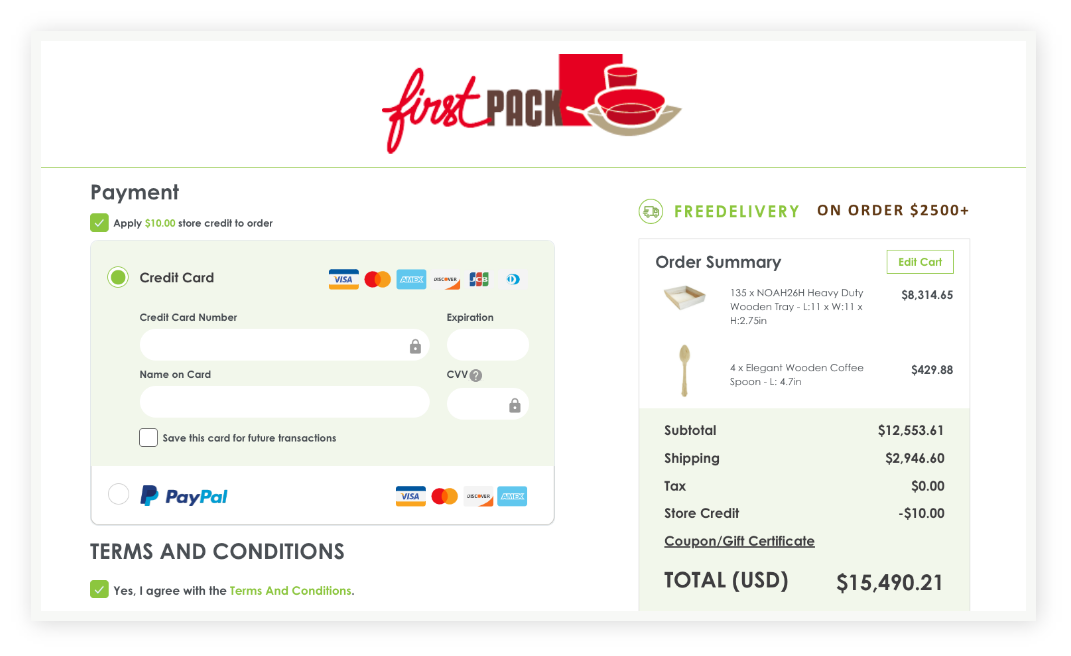 first PACK
Payment
Apply $10.00 store credit to order
Credit Card
VISA
AMEX
DISCOVER
JCB
Credit Card Number
Expiration
Name on Card
CVV ?
Save this card for future transactions
PayPal
VISA
DISCOVER
AMEX
TERMS AND CONDITIONS
Yes, I agree with the Terms And Conditions.
FREEDELIVERY ON ORDER $2500+
Order Summary
Edit Cart
135 x NOAH26H Heavy Duty $8,314.65
Wooden Tray - L:11 x W:11 x
H:2.75in
4 x Elegant Wooden Coffee $429.88
Spoon - L: 4.7in
Subtotal $12,553.61
Shipping $2,946.60
Tax $0.00
Store Credit -$10.00
Coupon/Gift Certificate
TOTAL (USD) $15,490.21